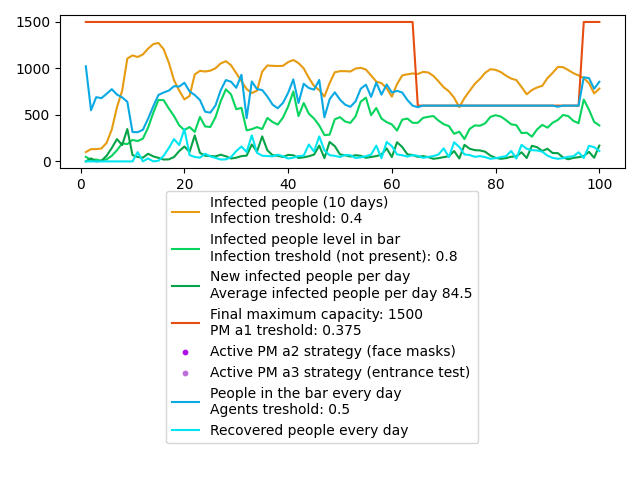 1500
1000
500
0
0
20
40
60
80
100
Infected people (10 days)
Infection treshold: 0.4
Infected people level in bar
Infection treshold (not present): 0.8
New infected people per day
Average infected people per day 84.5
Final maximum capacity: 1500
PM a1 treshold: 0.375
Active PM a2 strategy (face masks)
Active PM a3 strategy (entrance test)
People in the bar every day
Agents treshold: 0.5
Recovered people every day